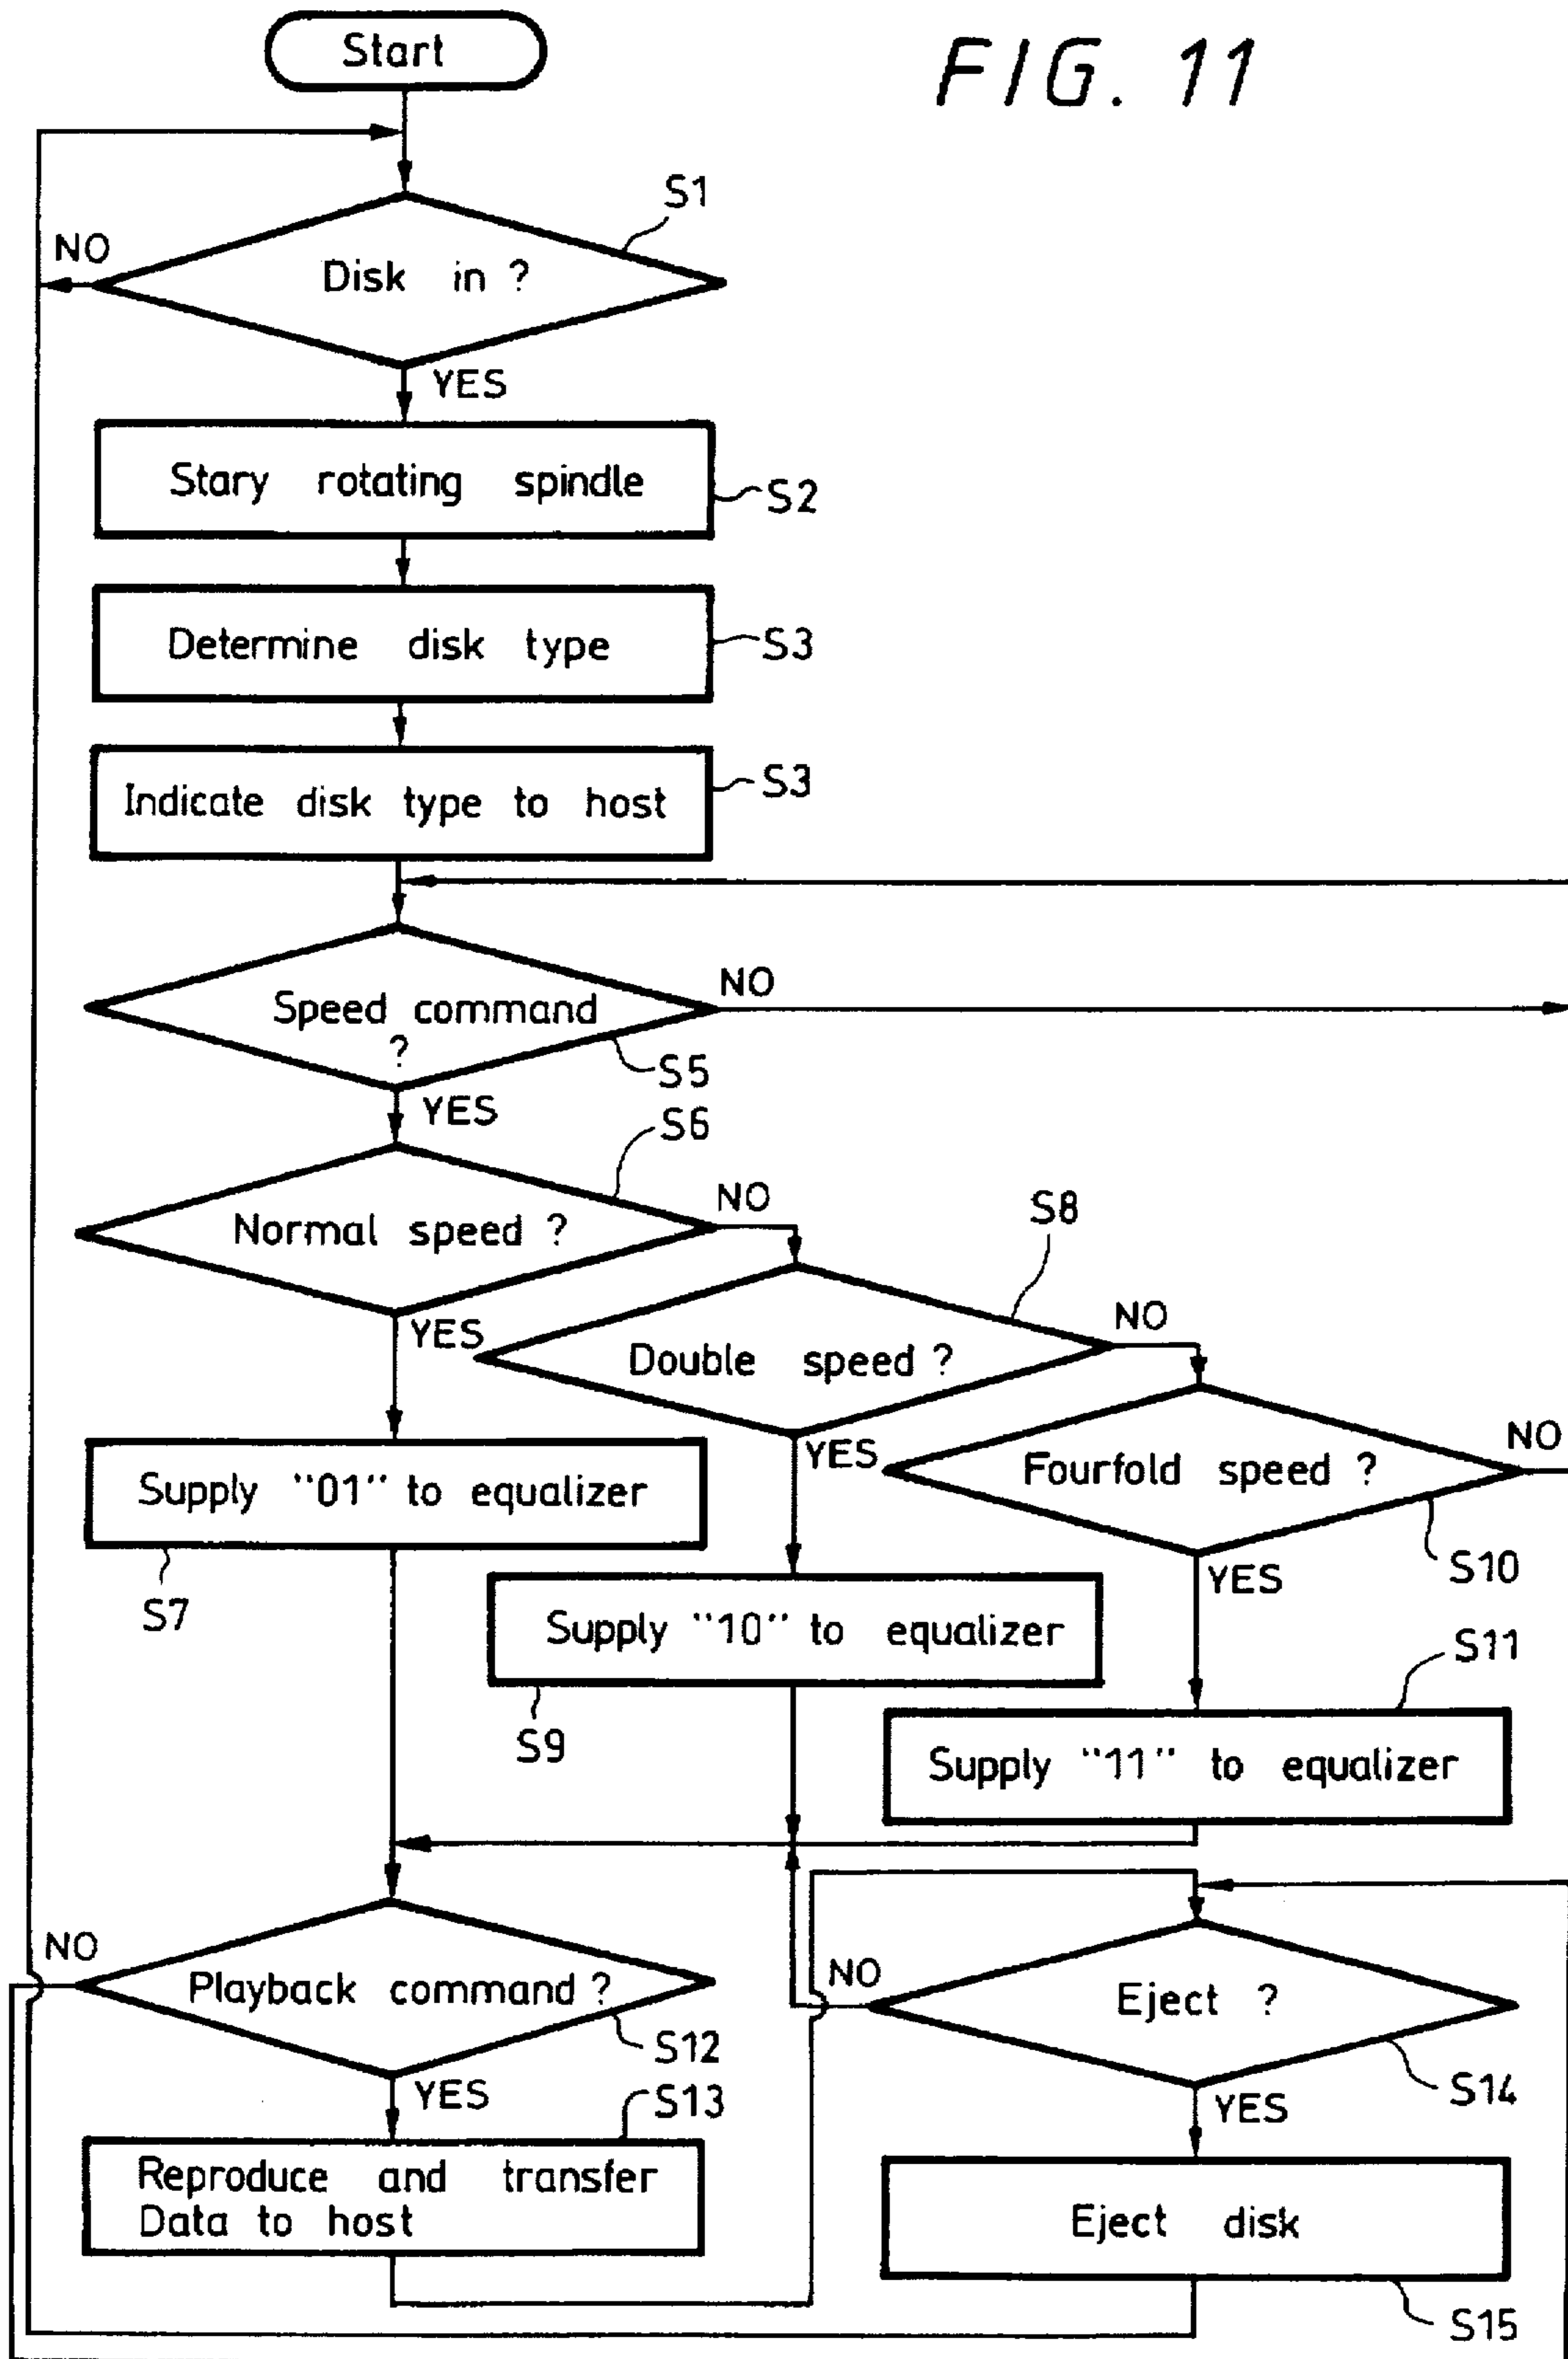 Start
FIG. 11
S1
NO
Disk in ?
YES
Stary rotating spindle
S2
Determine disk type
S3
Indicate disk type to host
S3
NO
Speed command
?
S5
YES
S6
NO
Normal speed ?
S8
YES
NO
Double speed ?
YES
NO
Fourfold speed ?
Supply "01" to equalizer
S7
S10
YES
Supply "10" to equalizer
S9
S11
Supply "11" to equalizer
NO
Playback command ?
S12
NO
Eject ?
S14
YES
S13
YES
Reproduce and transfer
Data to host
Eject disk
S15